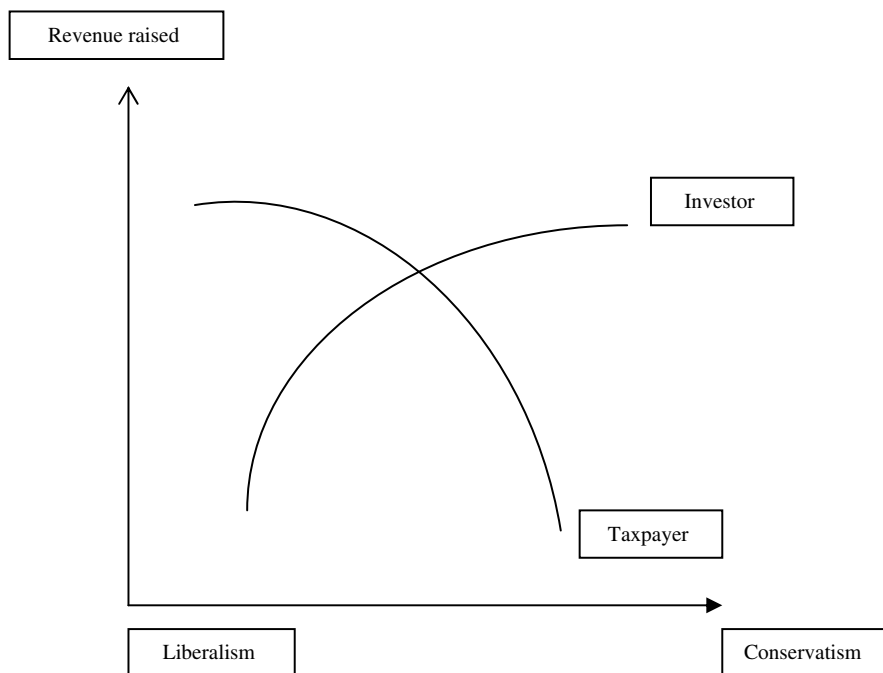 Revenue raised
Investor
Taxpayer
Liberalism
Conservatism